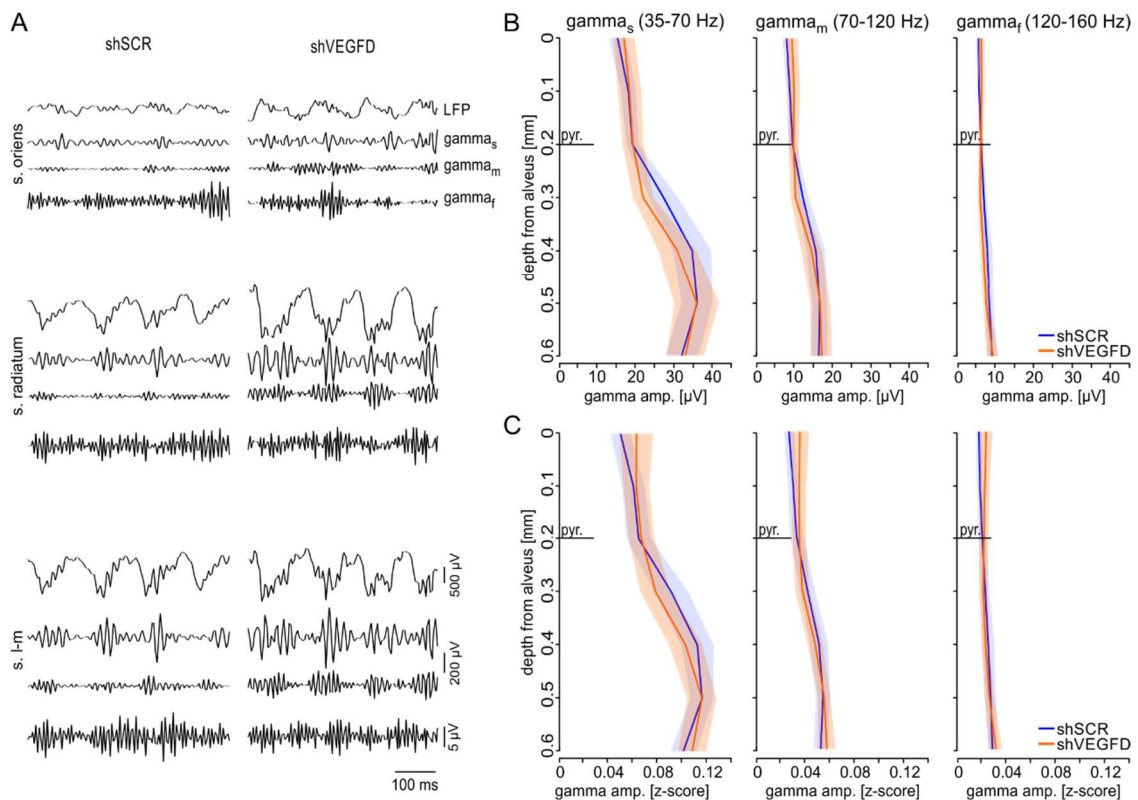 A
shSCR shVEGFD
s. oriens
LFP
gammas
gammam
gammaf
s. radiatum
s. l-m
500 µV
200 µV
5 µV
100 ms
B
gammas (35-70 Hz) gammam (70-120 Hz) gammaf (120-160 Hz)
depth from alveus [mm]
0
0.1
0.2
0.3
0.4
0.5
0.6
pyr. pyr. pyr.
shSCR
shVEGFD
0 10 20 30 40 0 10 20 30 40 0 10 20 30 40
gamma amp. [µV] gamma amp. [µV] gamma amp. [µV]
C
depth from alveus [mm]
0
0.1
0.2
0.3
0.4
0.5
0.6
pyr. pyr. pyr.
shSCR
shVEGFD
0 0.04 0.08 0.12 0 0.04 0.08 0.12 0 0.04 0.08 0.12
gamma amp. [z-score] gamma amp. [z-score] gamma amp. [z-score]